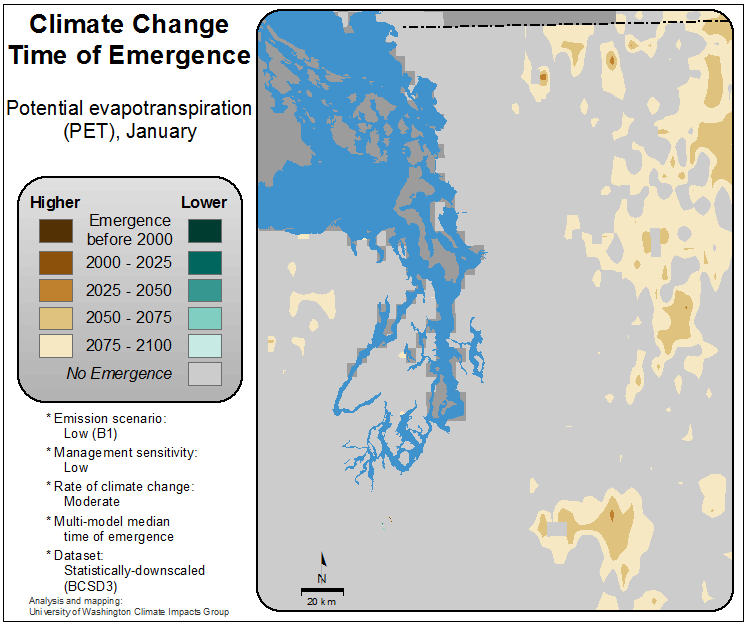 Climate Change
Time of Emergence
Potential evapotranspiration
(PET), January
Higher
Lower
Emergence
before 2000
2000 - 2025
2025 - 2050
2050 - 2075
2075 - 2100
No Emergence
* Emission scenario:
Low (B1)
* Management sensitivity:
Low
* Rate of climate change:
Moderate
* Multi-model median
time of emergence
* Dataset:
Statistically-downscaled
(BCSD3)
Analysis and mapping:
University of Washington Climate Impacts Group
N
20 km